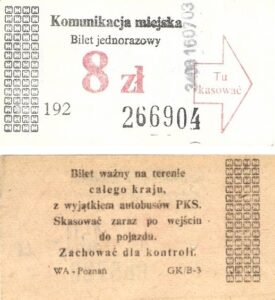 Komunikacja miejska
Bilet jednorazowy
8 zł
Tu
kasować
192
266904
Bilet ważny na terenie
całego kraju,
z wyjątkiem autobusów PKS.
Skasować zaraz po wejściu
do pojazdu.
Zachować dla kontroli.
WA - Poznań GK/B-3